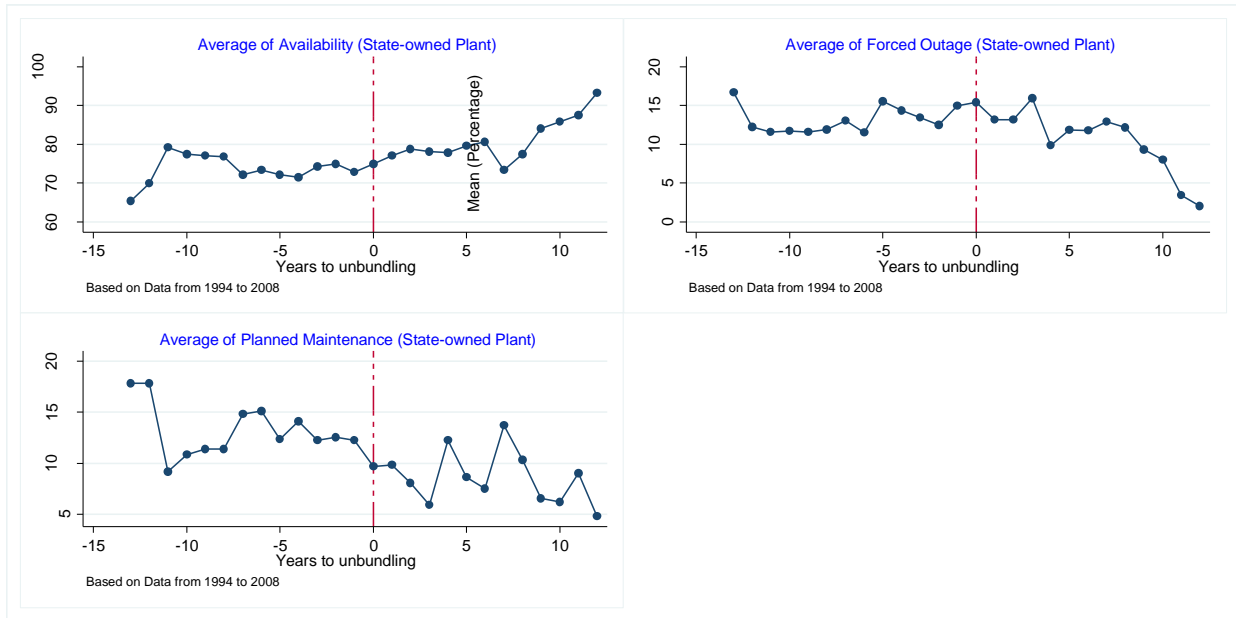 Average of Availability (State-owned Plant)
100
90
80
70
60
Mean (Percentage)
-15 -10 -5 0 5 10
Years to unbundling
Based on Data from 1994 to 2008
Average of Forced Outage (State-owned Plant)
20
15
10
5
0
-15 -10 -5 0 5 10
Years to unbundling
Based on Data from 1994 to 2008
Average of Planned Maintenance (State-owned Plant)
20
15
10
5
-15 -10 -5 0 5 10
Years to unbundling
Based on Data from 1994 to 2008